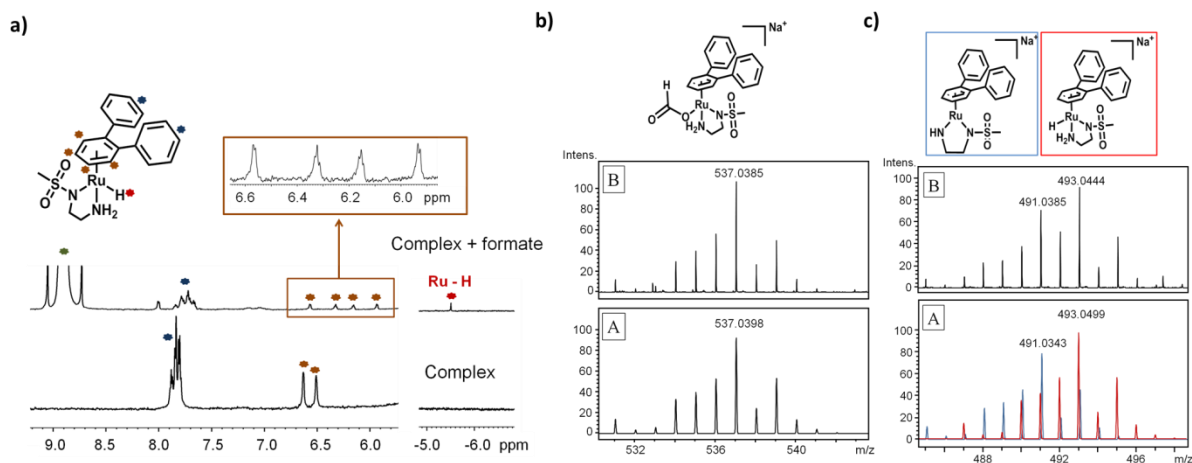 a)
Ru
H
O
S
O
N
NH2
6.6
6.4
6.2
6.0
ppm
Complex + formate
Ru - H
Complex
9.0
8.0
7.0
6.5
6.0
-5.0
-6.0 ppm
b)
Na+
H
O
O
Ru
N
NH2
O
S
O
Intens.
B
537.0385
100
80
60
40
20
0
A
537.0398
100
80
60
40
20
0
532
536
540
m/z
c)
Na+
Ru
HN
N
O
S
O
Na+
Ru
H
N
H2N
O
S
O
Intens.
B
491.0385
493.0444
100
80
60
40
20
0
A
491.0343
493.0499
100
80
60
40
20
0
488
492
496
m/z